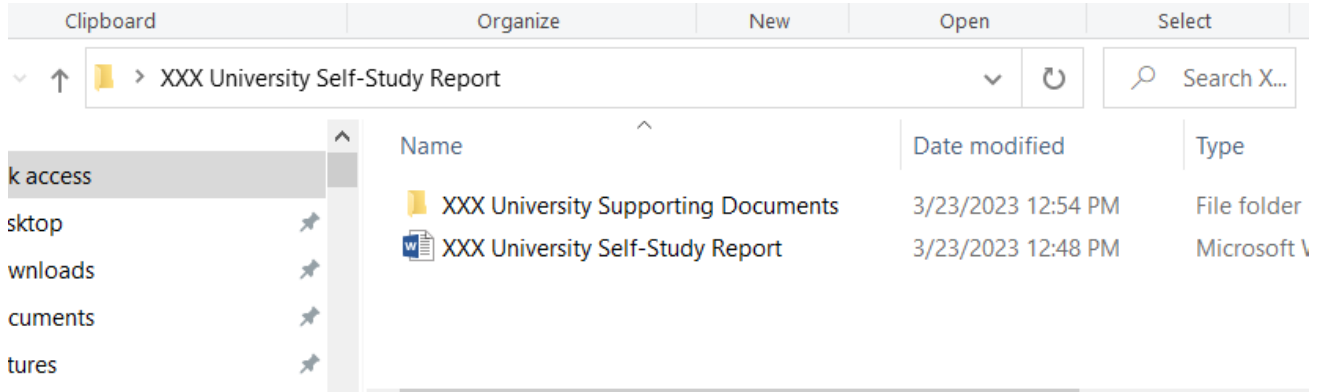 Clipboard Organize New Open Select
XXX University Self-Study Report Search X...
Name Date modified Type
k access
XXX University Supporting Documents 3/23/2023 12:54 PM File folder
sktop
XXX University Self-Study Report 3/23/2023 12:48 PM Microsoft
wnloads
cuments
tures